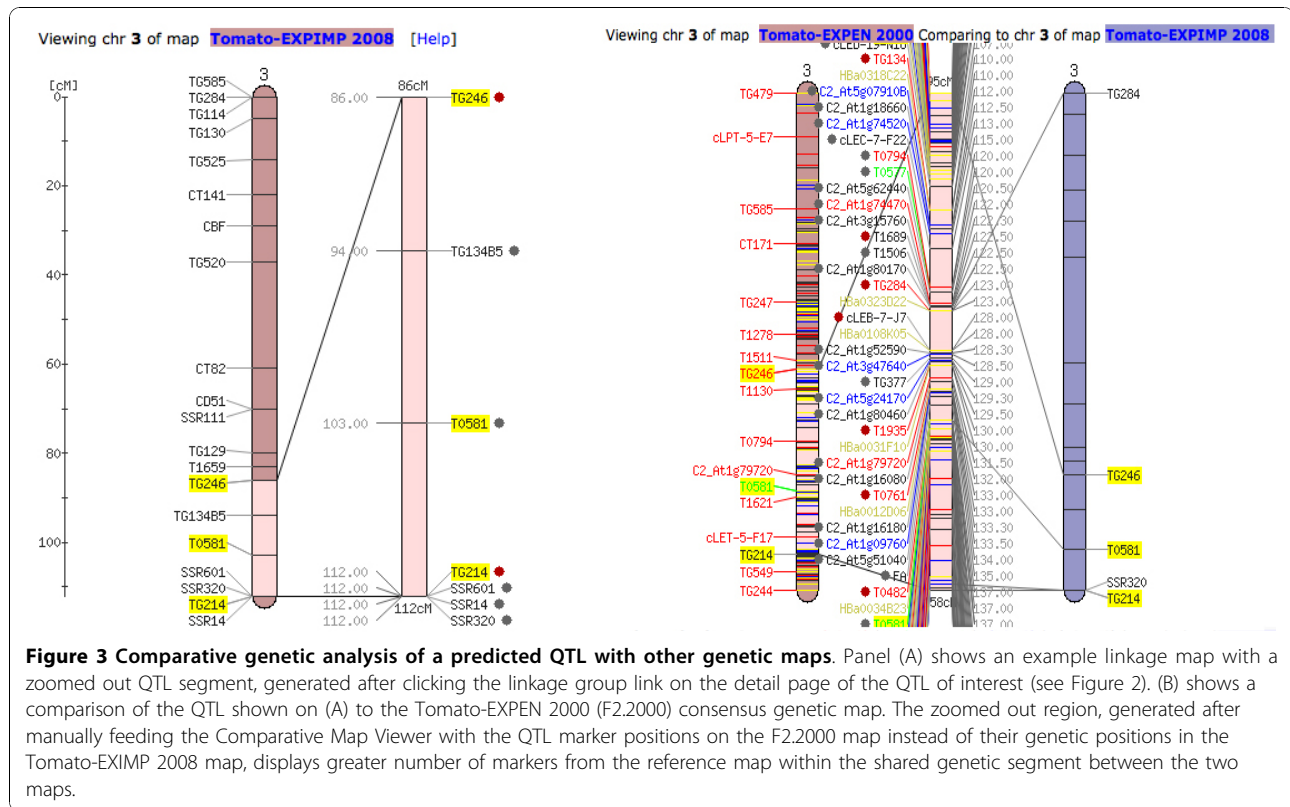 Viewing chr 3 of map Tomato-EXPIMP 2008 [Help]
[cM]
3
0
20
40
60
80
100
TG585
TG284
TG114
TG130
TG525
CT141
CBF
TG520
CT82
CD51
SSR111
TG129
T1659
TG246
TG134B5
T0581
SSR601
SSR320
TG214
SSR14
86cM
86.00 TG246
94.00 TG134B5
103.00 T0581
112.00 TG214
112.00 SSR601
112.00 SSR14
112.00 SSR320
112cM
Viewing chr 3 of map Tomato-EXPEN 2000 Comparing to chr 3 of map Tomato-EXPIMP 2008
3
TG479
cLPT-5-E7
TG585
CT171
TG247
T1278
T1511
TG246
T1130
T0794
C2_At1g79720
T0581
T1621
cLET-5-F17
TG214
TG549
TG244
TG134
HBa0318C22
C2_At5g07910B
C2_At1g18660
C2_At1g74520
cLEC-7-F22
T0794
T0577
C2_At5g62440
C2_At1g74470
C2_At3g15760
T1689
T1506
C2_At1g80170
TG284
HBa0323D22
cLEB-7-J7
HBa0108K05
C2_At1g52590
C2_At3g47640
TG377
C2_At5g24170
C2_At1g80460
T1935
HBa0031F10
C2_At1g79720
C2_At1g16080
T0761
HBa0012D06
C2_At1g16180
C2_At1g09760
C2_At5g51040
FA
T0482
HBa0034B23
T0581
107.00
110.00
110.00
112.00
112.50
113.00
115.00
120.00
120.00
120.50
122.00
122.50
122.50
122.50
123.00
123.00
128.00
128.00
128.30
128.50
129.00
129.30
129.50
130.00
131.50
132.00
133.00
133.00
133.30
133.50
134.00
135.00
137.00
137.00
137.00
3
TG284
TG246
T0581
SSR320
TG214
Figure 3 Comparative genetic analysis of a predicted QTL with other genetic maps. Panel (A) shows an example linkage map with a
zoomed out QTL segment, generated after clicking the linkage group link on the detail page of the QTL of interest (see Figure 2). (B) shows a
comparison of the QTL shown on (A) to the Tomato-EXPEN 2000 (F2.2000) consensus genetic map. The zoomed out region, generated after
manually feeding the Comparative Map Viewer with the QTL marker positions on the F2.2000 map instead of their genetic positions in the
Tomato-EXIMP 2008 map, displays greater number of markers from the reference map within the shared genetic segment between the two
maps.